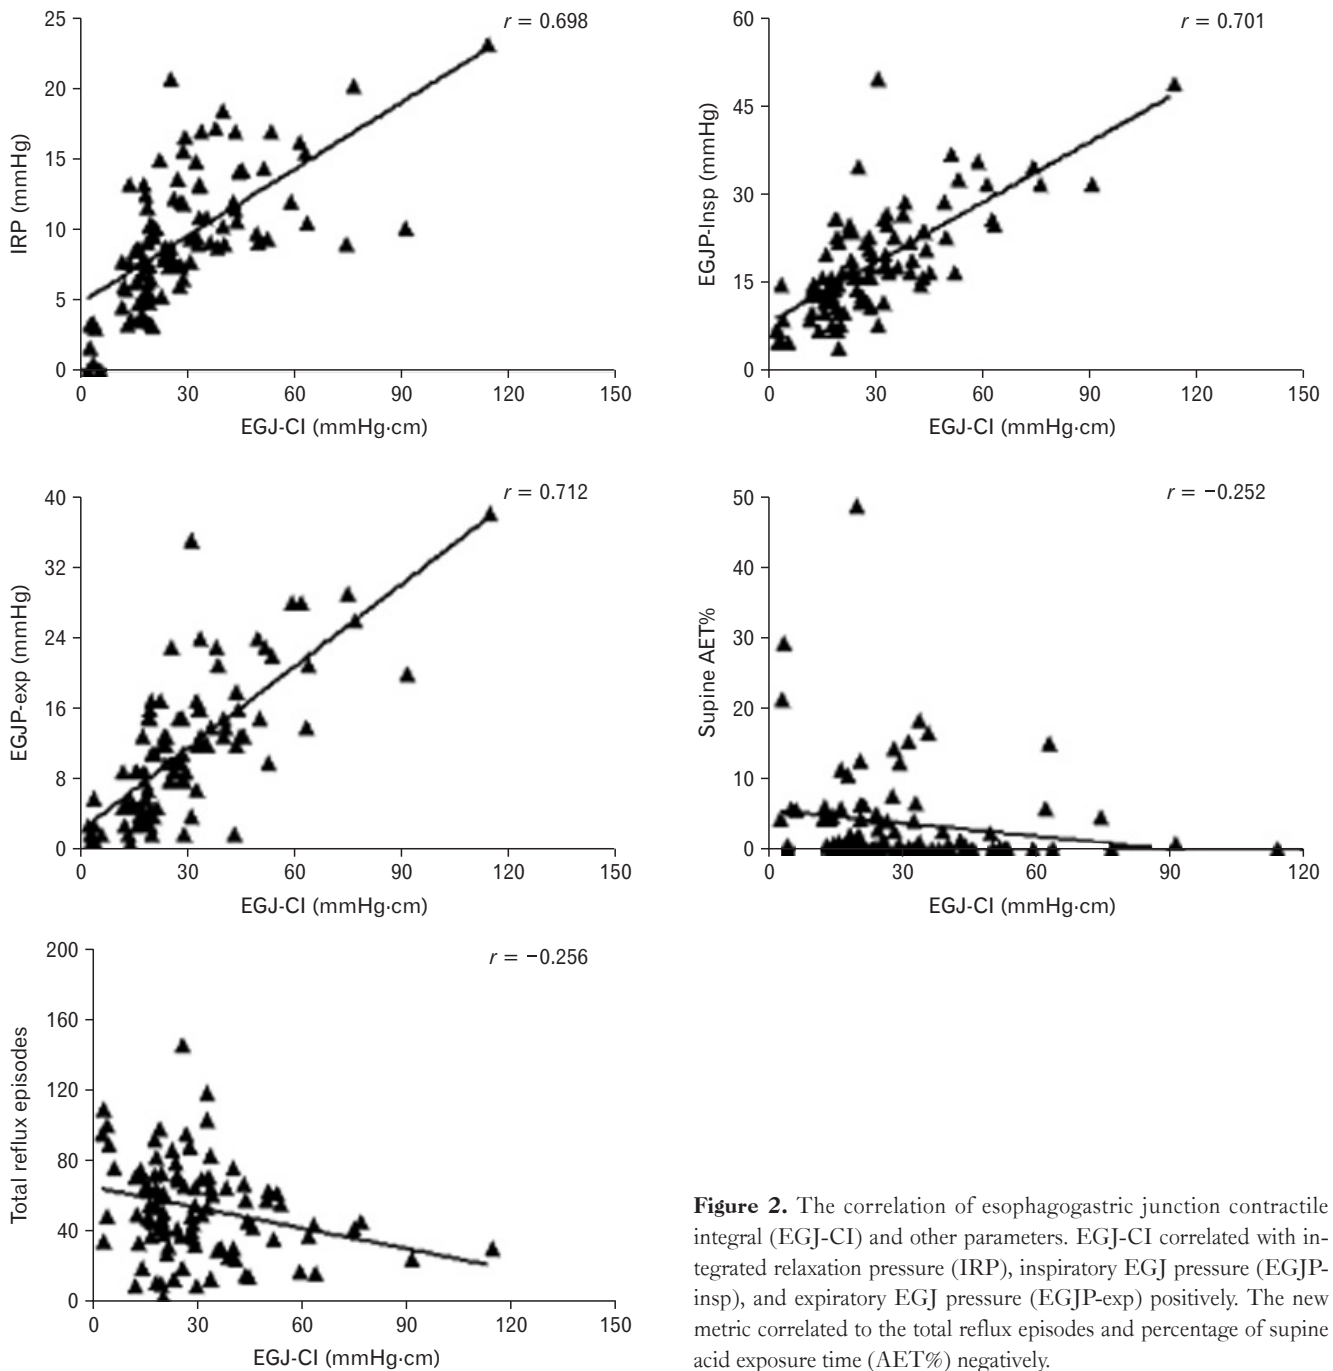 25
20
15
10
5
0
IRP (mmHg)
r = 0.698
0 30 60 90 120 150
EGJ-CI (mmHg·cm)
60
45
30
15
0
EGJP-Insp (mmHg)
r = 0.701
0 30 60 90 120 150
EGJ-CI (mmHg·cm)
40
32
24
16
8
0
EGJP-exp (mmHg)
r = 0.712
0 30 60 90 120 150
EGJ-CI (mmHg·cm)
50
40
30
20
10
0
Supine AET%
r = −0.252
0 30 60 90 120
EGJ-CI (mmHg·cm)
200
160
120
80
40
0
Total reflux episodes
r = −0.256
0 30 60 90 120 150
EGJ-CI (mmHg·cm)
Figure 2. The correlation of esophagogastric junction contractile
integral (EGJ-CI) and other parameters. EGJ-CI correlated with in-
tegrated relaxation pressure (IRP), inspiratory EGJ pressure (EGJP-
insp), and expiratory EGJ pressure (EGJP-exp) positively. The new
metric correlated to the total reflux episodes and percentage of supine
acid exposure time (AET%) negatively.